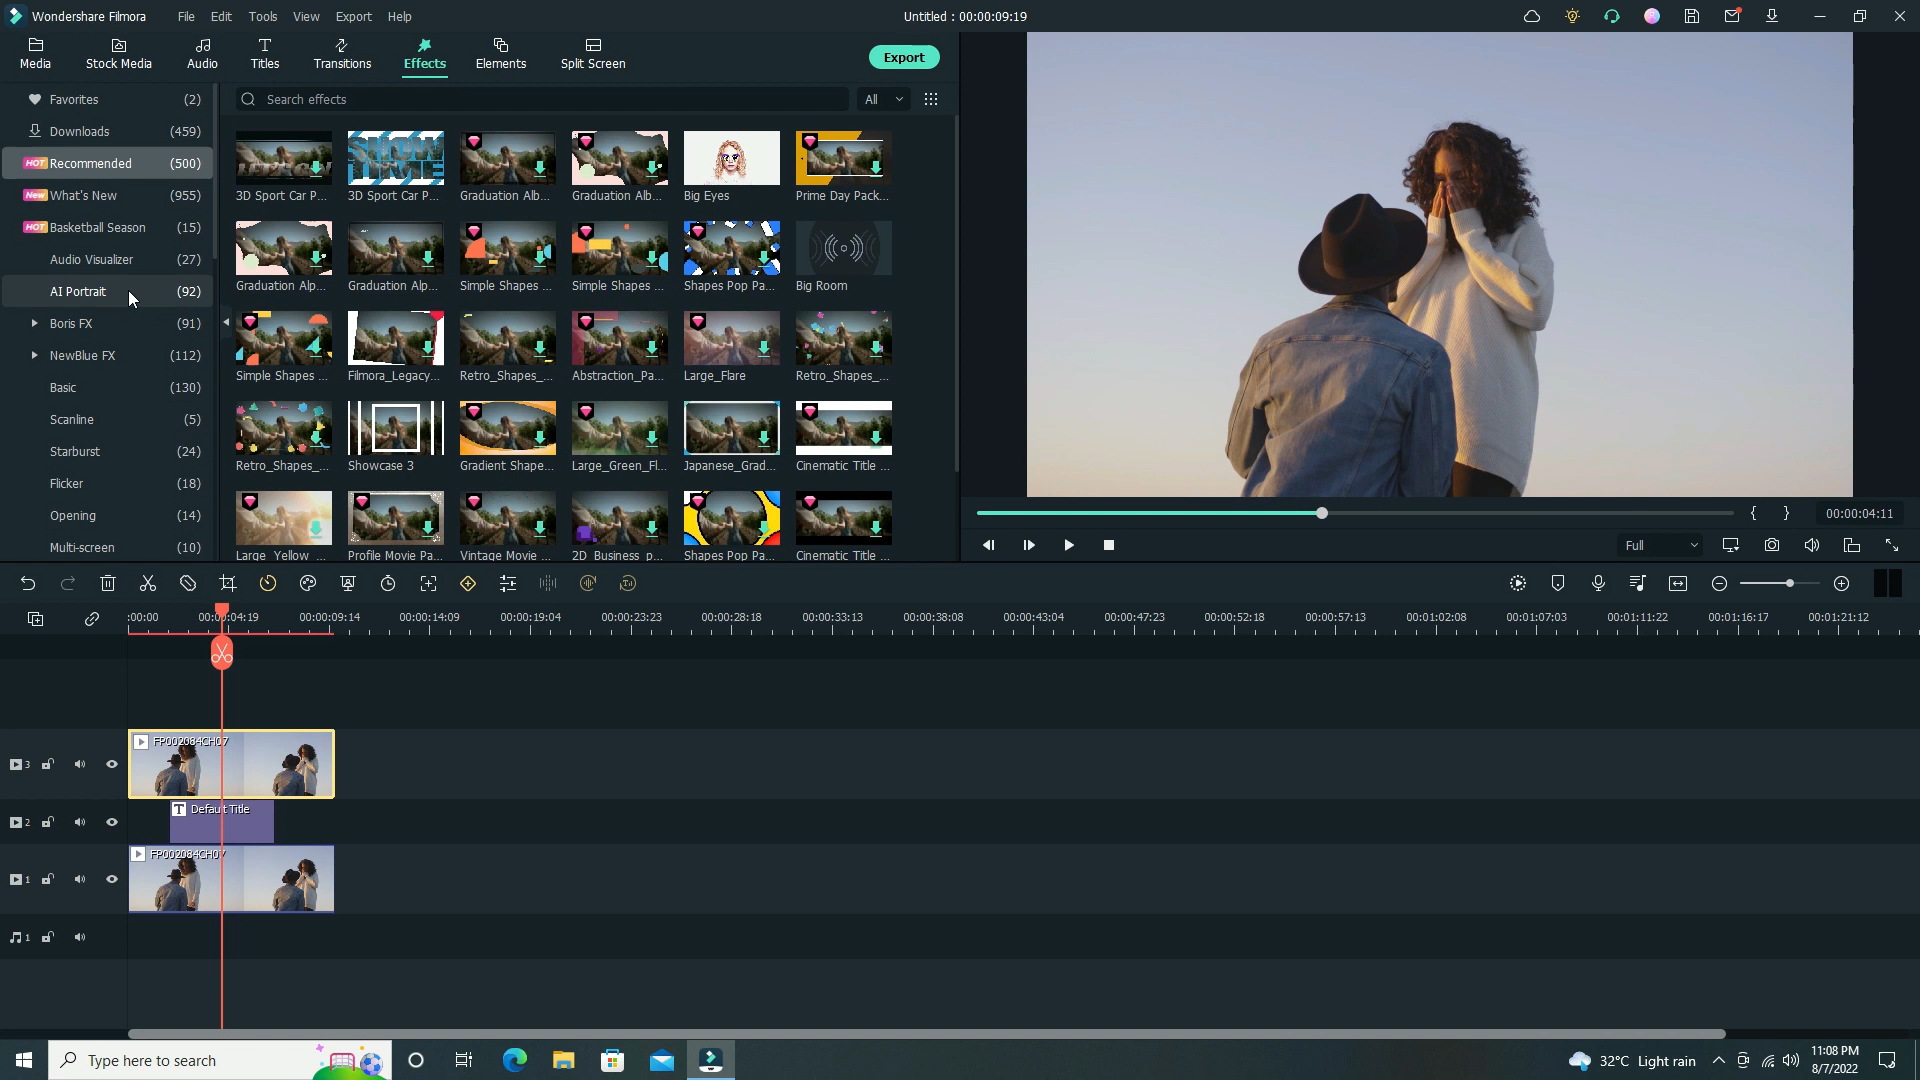 Wondershare Filmora File Edit Tools View Export Help Untitled : 00:00:09:19
Media Stock Media Audio Titles Transitions Effects Elements Split Screen Export
Favorites (2)
Downloads (459)
HOT Recommended (500)
New What's New (955)
HOT Basketball Season (15)
Audio Visualizer (27)
AI Portrait (92)
Boris FX (91)
NewBlue FX (112)
Basic (130)
Scanline (5)
Starburst (24)
Flicker (18)
Opening (14)
Multi-screen (10)
Search effects All
SHOW
TIME
3D Sport Car P... 3D Sport Car P... Graduation Alb... Graduation Alb... Big Eyes Prime Day Pack...
Graduation Alp... Graduation Alp... Simple Shapes ... Simple Shapes ... Shapes Pop Pa... Big Room
Simple Shapes ... Filmora_Legacy... Retro_Shapes_... Abstraction_Pa... Large_Flare Retro_Shapes_...
Retro_Shapes_... Showcase 3 Gradient Shape... Large_Green_Fl... Japanese_Grad... Cinematic Title ...
Large_Yellow_... Profile Movie Pa... Vintage Movie ... 2D_Business_p... Shapes Pop Pa... Cinematic Title ...
{ } 00:00:04:11
Full
:00:00 00:00:04:19 00:00:09:14 00:00:14:09 00:00:19:04 00:00:23:23 00:00:28:18 00:00:33:13 00:00:38:08 00:00:43:04 00:00:47:23 00:00:52:18 00:00:57:13 00:01:02:08 00:01:07:03 00:01:11:22 00:01:16:17 00:01:21:12
FP002084CH07
3
T Default Title
2
FP002084CH07
1
1
Type here to search
32°C Light rain
11:08 PM
8/7/2022